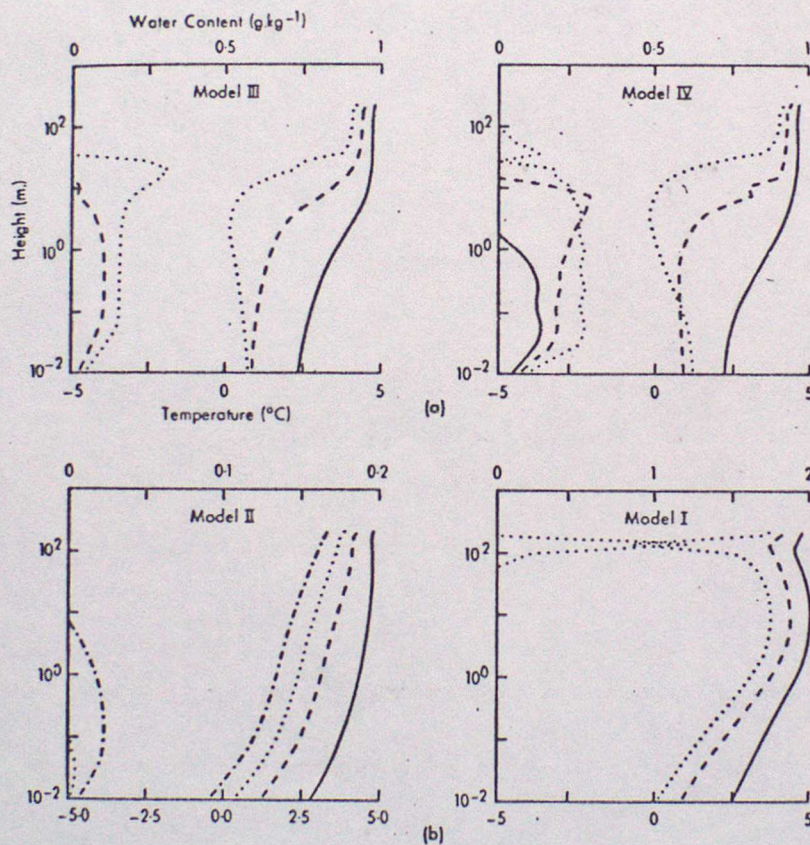 Water Content (g.kg⁻¹)
0 0·5 1
0 0·5 1
Model III
Model IV
10²
10⁰
10⁻²
Height (m.)
10²
10⁰
10⁻²
−5 0 5
−5 0 5
Temperature (°C)
(a)
0 0·1 0·2
0 1 2
Model II
Model I
10²
10⁰
10⁻²
10²
10⁰
10⁻²
−5·0 −2·5 0 2·5 5·0
−5 0 5
(b)